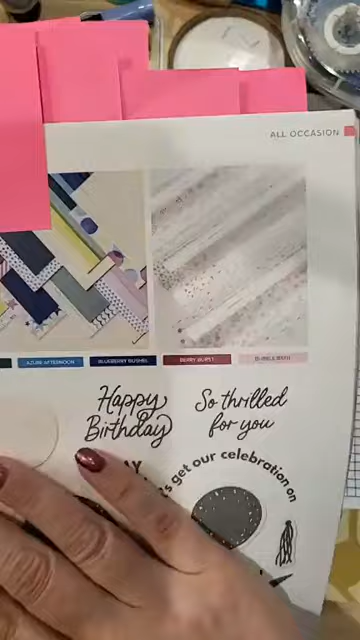 ALL OCCASION
AZURE AFTERNOON
BLUEBERRY BUSHEL
BERRY BURST
BUBBLE BATH
Happy
Birthday
So thrilled
for you
get our celebration on